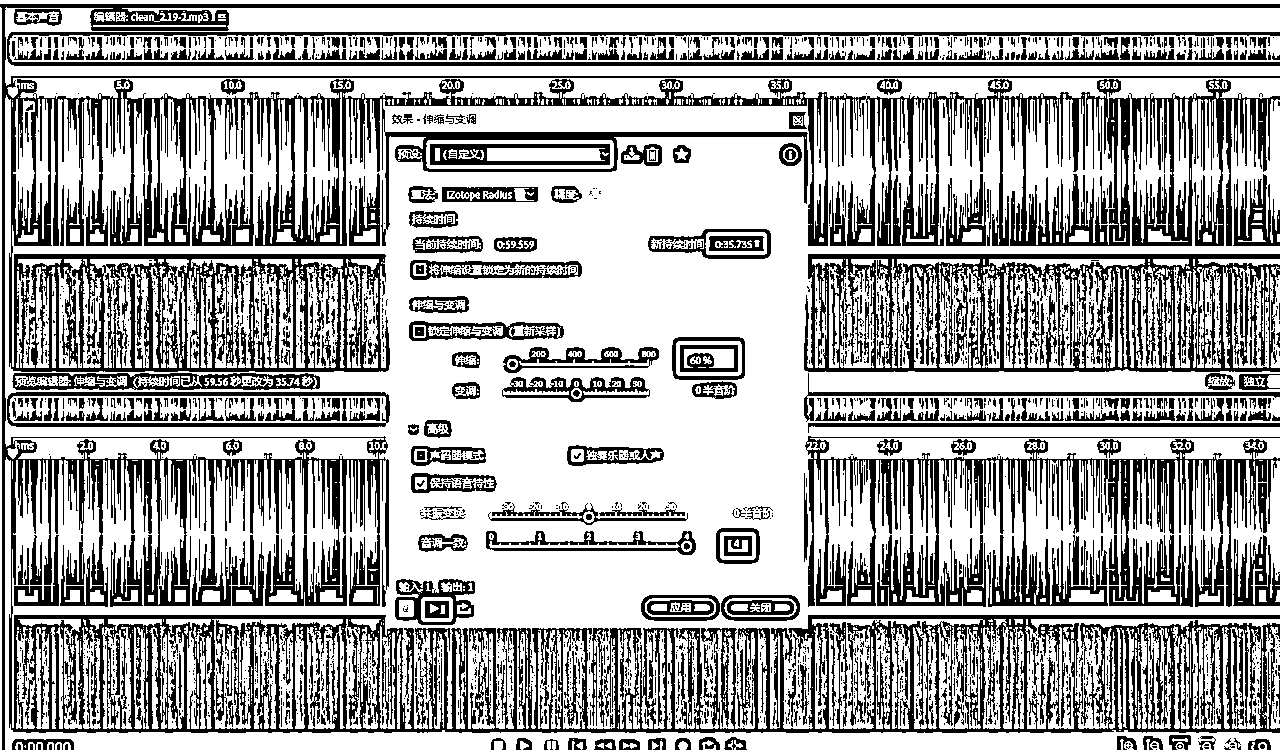 基本声音 编辑器: clean_2.19-2.mp3
hms 5.0 10.0 15.0 20.0 25.0 30.0 35.0 40.0 45.0 50.0 55.0
效果 - 伸缩与变调
预设: (自定义)
算法: iZotope Radius 精度:
持续时间
当前持续时间: 0:59.559 新持续时间: 0:35.735
将伸缩设置锁定为新的持续时间
伸缩与变调
锁定伸缩与变调（重新采样）
200 400 600 800
伸缩: 60 %
-30 -20 -10 0 10 20 30
变调: 0 半音阶
预览编辑器: 伸缩与变调（持续时间已从 59.56 秒更改为 35.74 秒） 缩放: 独立
hms 2.0 4.0 6.0 8.0 10.0 22.0 24.0 26.0 28.0 30.0 32.0 34.0
高级
声码器模式 独奏乐器或人声
保持语音特性
共振变换: 0 半音阶
0 1 2 3 4
音调一致: 4
输入: 1, 输出: 1
应用 关闭
0:00.000